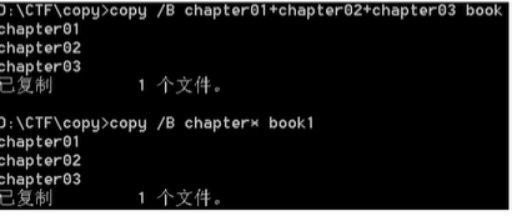 D:\CTF\copy>copy /B chapter01+chapter02+chapter03 book
chapter01
chapter02
chapter03
已复制         1 个文件。
D:\CTF\copy>copy /B chapter* book1
chapter01
chapter02
chapter03
已复制         1 个文件。